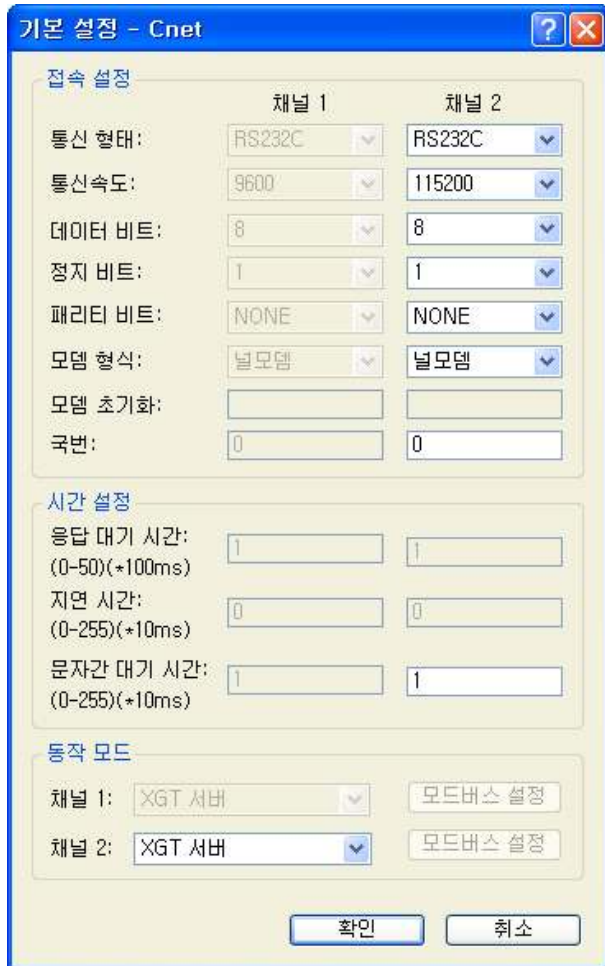 기본 설정 - Cnet
접속 설정
채널 1 채널 2
통신 형태: RS232C RS232C
통신속도: 9600 115200
데이터 비트: 8 8
정지 비트: 1 1
패리티 비트: NONE NONE
모뎀 형식: 널모뎀 널모뎀
모뎀 초기화:
국번: 0 0
시간 설정
응답 대기 시간: 1 1
(0-50)(*100ms)
지연 시간: 0 0
(0-255)(*10ms)
문자간 대기 시간: 1 1
(0-255)(*10ms)
동작 모드
채널 1: XGT 서버 모드버스 설정
채널 2: XGT 서버 모드버스 설정
확인 취소